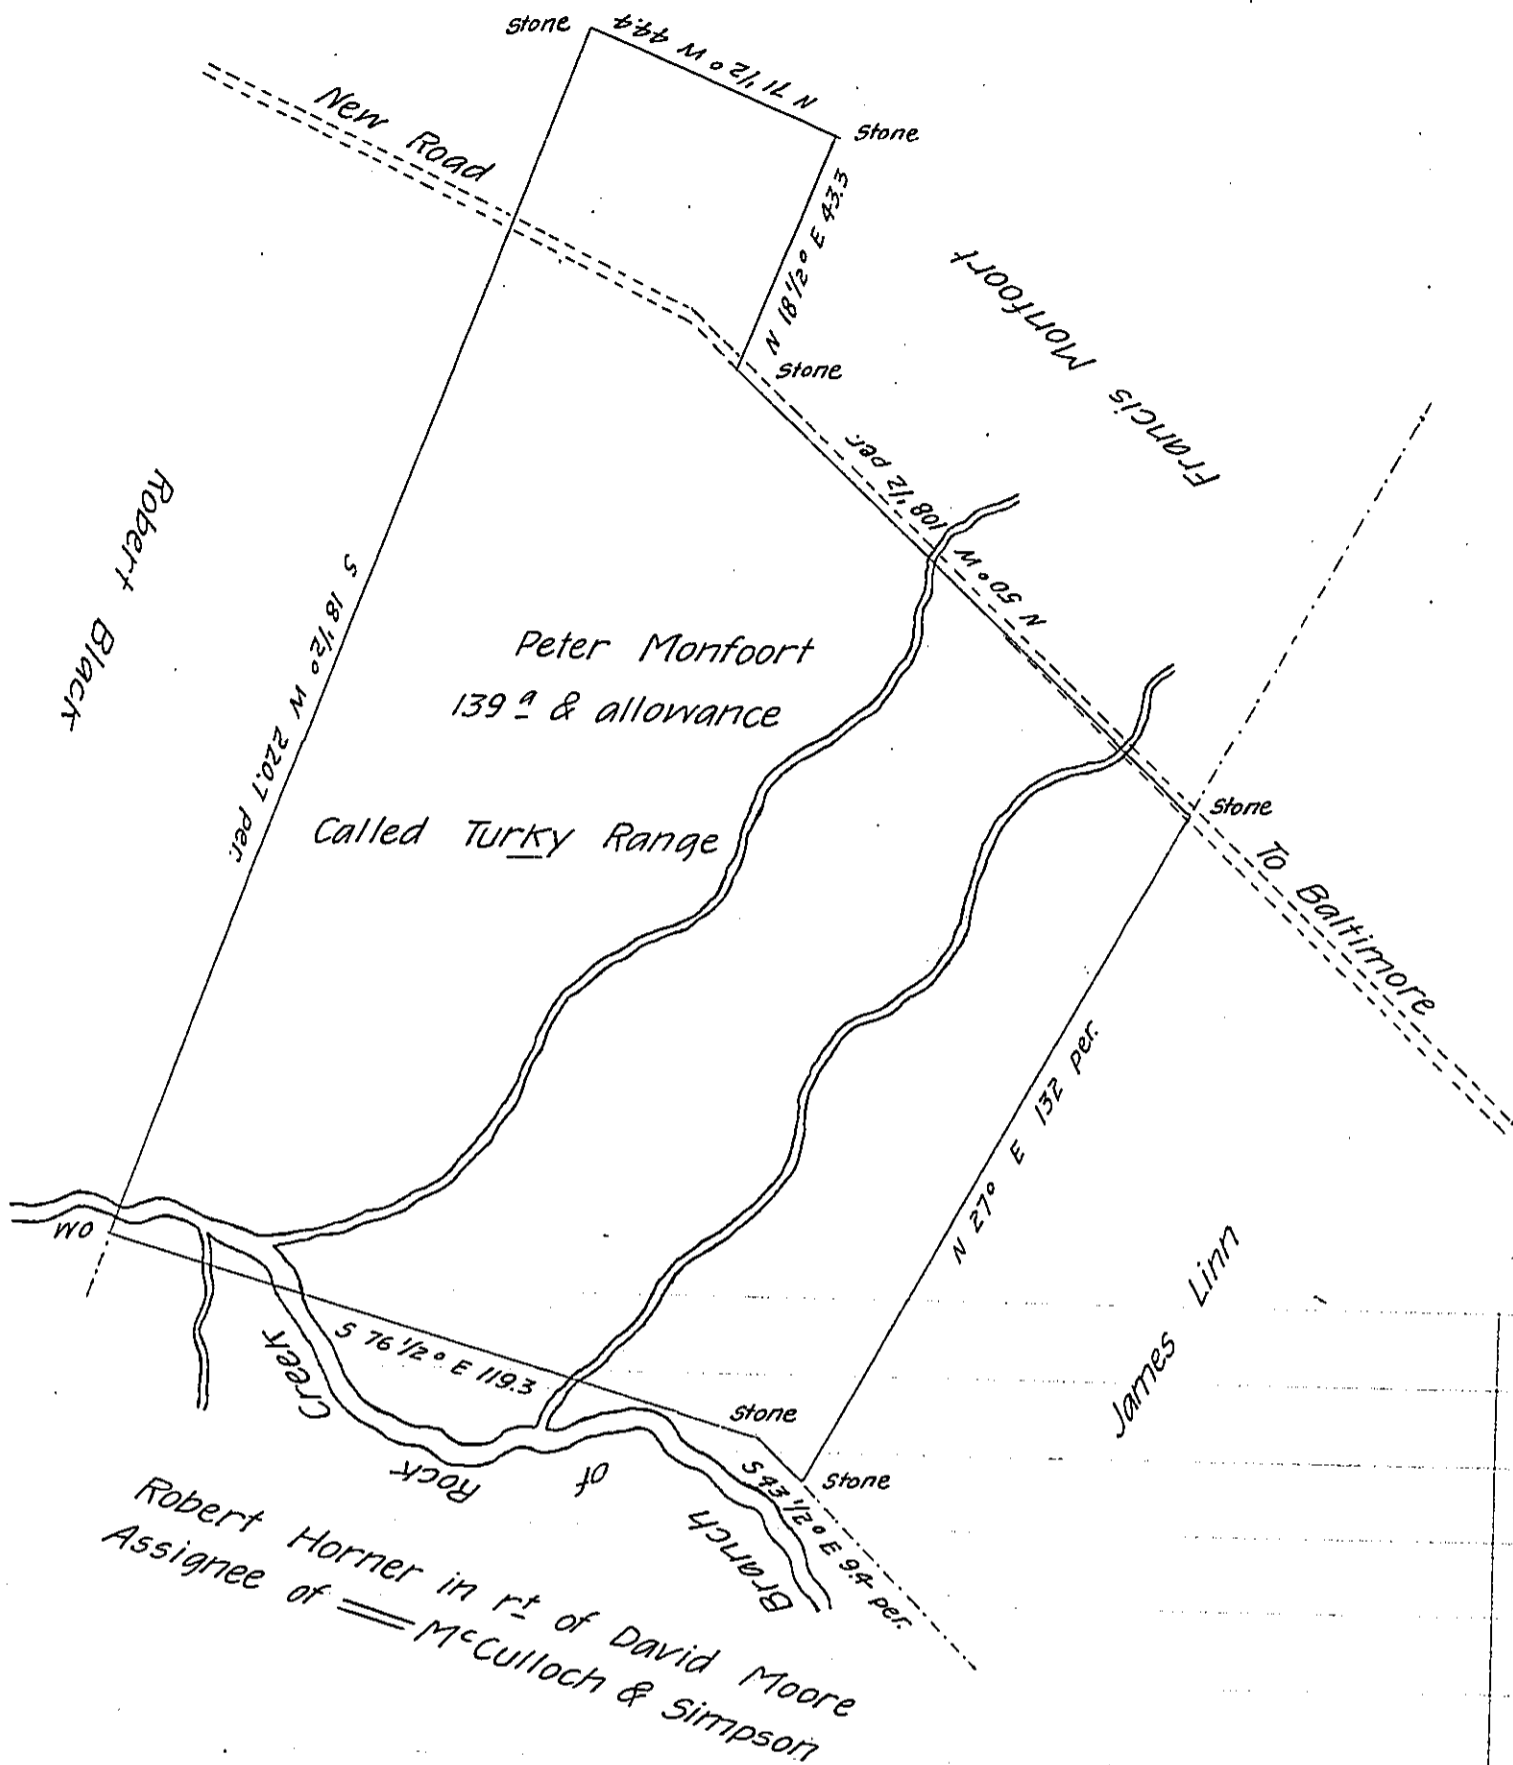 stone
N 71 1/2° W 44.4
stone
New Road
N 18 1/2° E 43.3
stone
Francis Monfoort
108 1/2 per.
N 50° W
Robert Black
S 18 1/2° W 220.7 per.
Peter Monfoort
139 a & allowance
Called Turky Range
stone
To Baltimore
N 27° E 132 per.
James Linn
WO
S 76 1/2° E 119.3
stone
stone
S 43 1/2° E 9.4 per.
Branch of Rock Creek
Robert Horner in rt of David Moore
Assignee of == McCulloch & Simpson